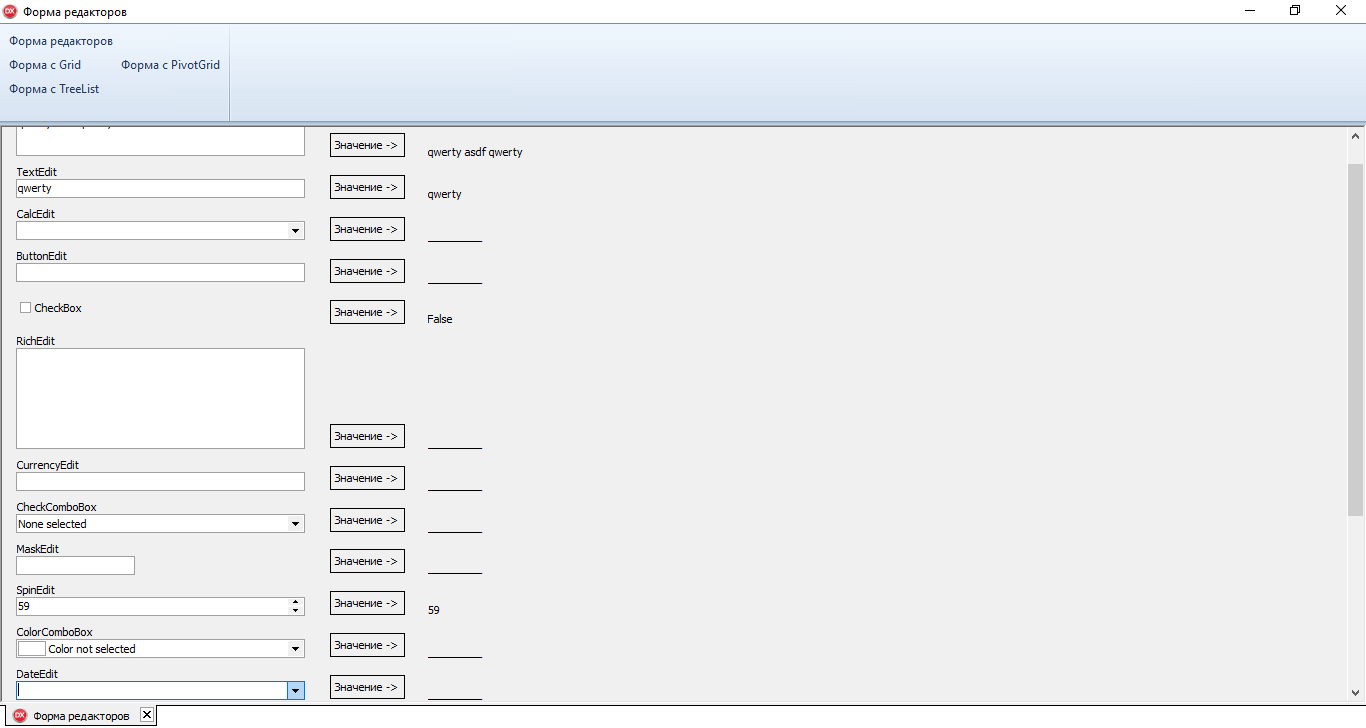 Форма редакторов
Форма редакторов
Форма с Grid Форма с PivotGrid
Форма с TreeList
Значение -> qwerty asdf qwerty
TextEdit
qwerty Значение -> qwerty
CalcEdit
Значение ->
ButtonEdit
Значение ->
CheckBox Значение -> False
RichEdit
Значение ->
CurrencyEdit
Значение ->
CheckComboBox
None selected Значение ->
MaskEdit
Значение ->
SpinEdit
59 Значение -> 59
ColorComboBox
Color not selected Значение ->
DateEdit
Значение ->
Форма редакторов